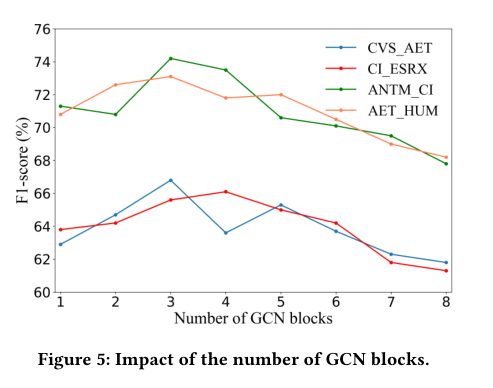 76
74
72
70
68
66
64
62
60
F1-score (%)
CVS_AET
CI_ESRX
ANTM_CI
AET_HUM
1 2 3 4 5 6 7 8
Number of GCN blocks
Figure 5: Impact of the number of GCN blocks.